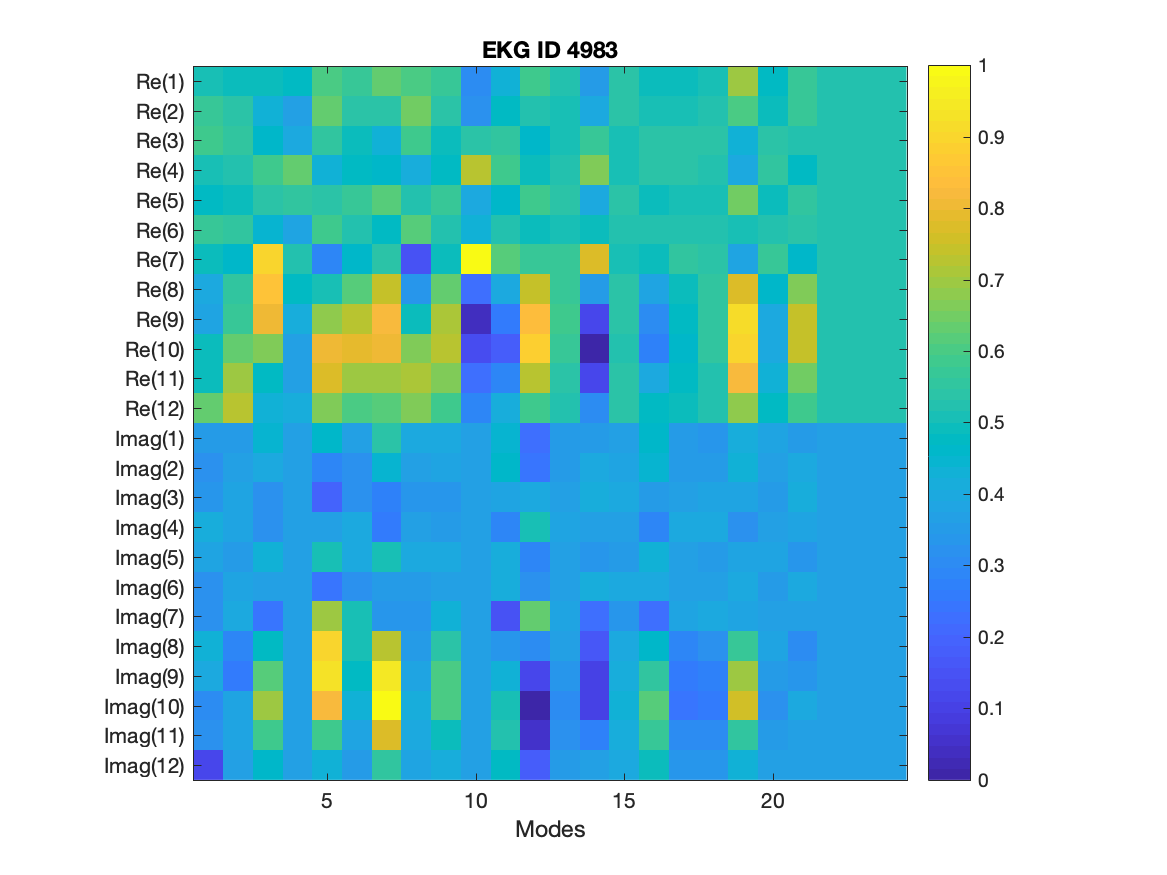 EKG ID 4983
Re(1)
Re(2)
Re(3)
Re(4)
Re(5)
Re(6)
Re(7)
Re(8)
Re(9)
Re(10)
Re(11)
Re(12)
Imag(1)
Imag(2)
Imag(3)
Imag(4)
Imag(5)
Imag(6)
Imag(7)
Imag(8)
Imag(9)
Imag(10)
Imag(11)
Imag(12)
5 10 15 20
Modes
1
0.9
0.8
0.7
0.6
0.5
0.4
0.3
0.2
0.1
0